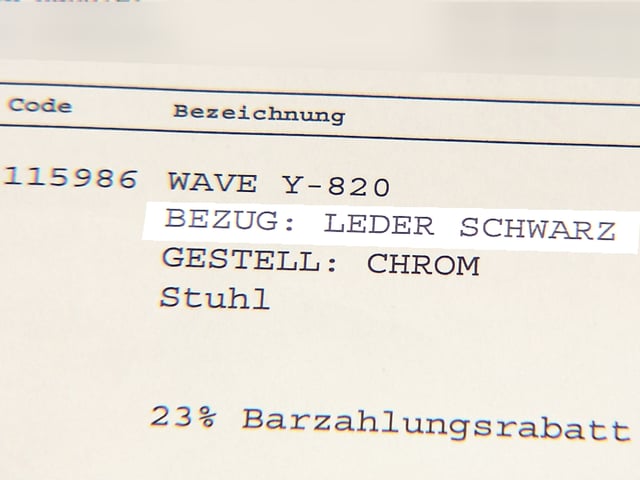 Code Bezeichnung
115986 WAVE Y-820
BEZUG: LEDER SCHWARZ
GESTELL: CHROM
Stuhl
23% Barzahlungsrabatt